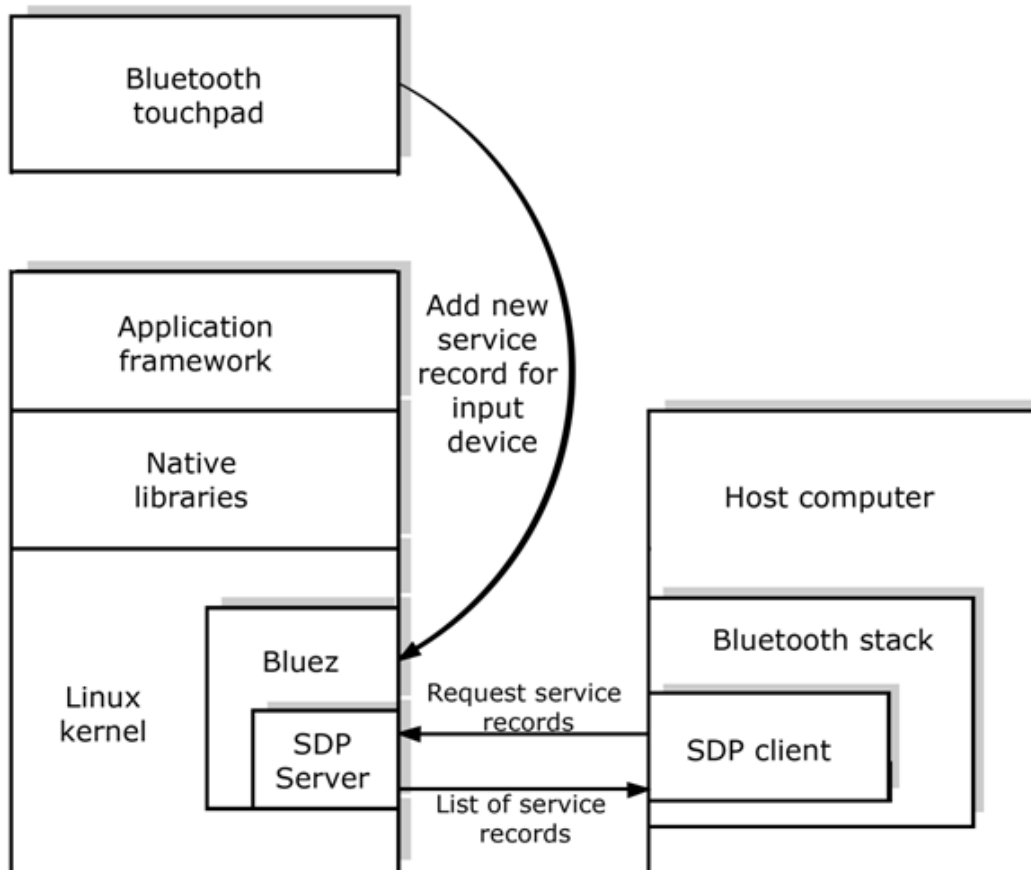 Bluetooth
touchpad
Application
framework
Add new
service
record for
input
device
Native
libraries
Host computer
Linux
kernel
Bluez
SDP
Server
Request service
records
List of service
records
Bluetooth stack
SDP client